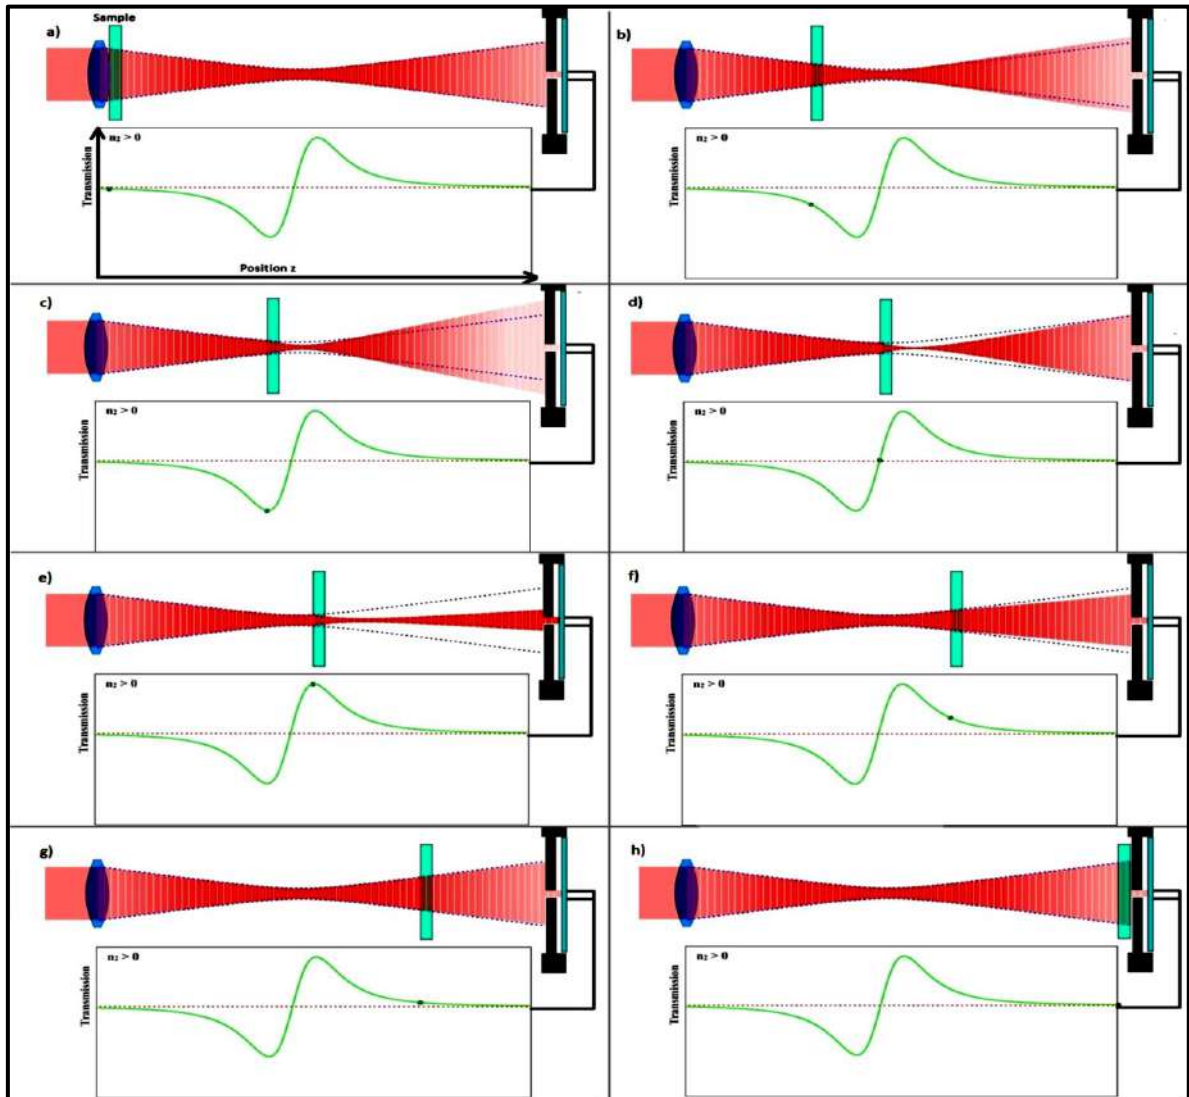 Sample
a)
n₂ > 0
Transmission
Position z
b)
n₂ > 0
Transmission
c)
n₂ > 0
Transmission
d)
n₂ > 0
Transmission
e)
n₂ > 0
Transmission
f)
n₂ > 0
Transmission
g)
n₂ > 0
Transmission
h)
n₂ > 0
Transmission